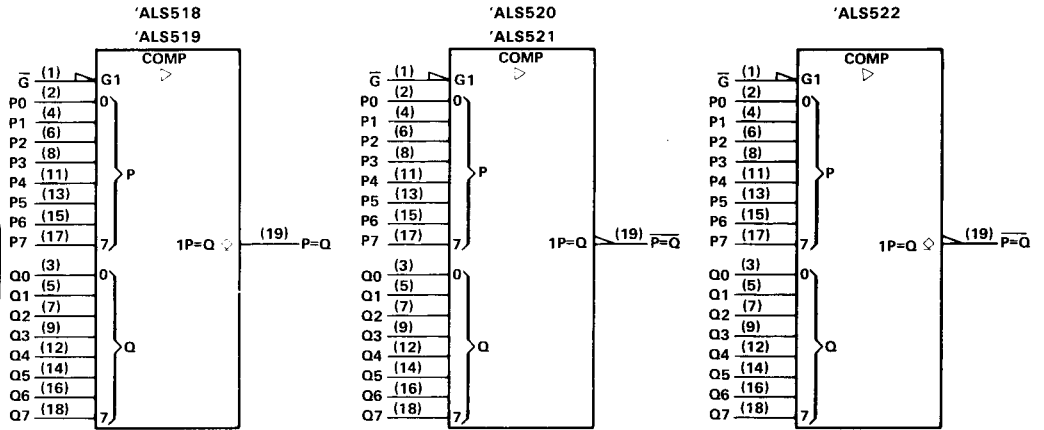 'ALS518
'ALS519
COMP
G (1) G1
P0 (2) 0
P1 (4)
P2 (6)
P3 (8)
P4 (11) P
P5 (13)
P6 (15)
P7 (17) 7
1P=Q (19) P=Q
Q0 (3) 0
Q1 (5)
Q2 (7)
Q3 (9)
Q4 (12) Q
Q5 (14)
Q6 (16)
Q7 (18) 7
'ALS520
'ALS521
COMP
G (1) G1
P0 (2) 0
P1 (4)
P2 (6)
P3 (8)
P4 (11) P
P5 (13)
P6 (15)
P7 (17) 7
1P=Q (19) P=Q
Q0 (3) 0
Q1 (5)
Q2 (7)
Q3 (9)
Q4 (12) Q
Q5 (14)
Q6 (16)
Q7 (18) 7
'ALS522
COMP
G (1) G1
P0 (2) 0
P1 (4)
P2 (6)
P3 (8)
P4 (11) P
P5 (13)
P6 (15)
P7 (17) 7
1P=Q (19) P=Q
Q0 (3) 0
Q1 (5)
Q2 (7)
Q3 (9)
Q4 (12) Q
Q5 (14)
Q6 (16)
Q7 (18) 7